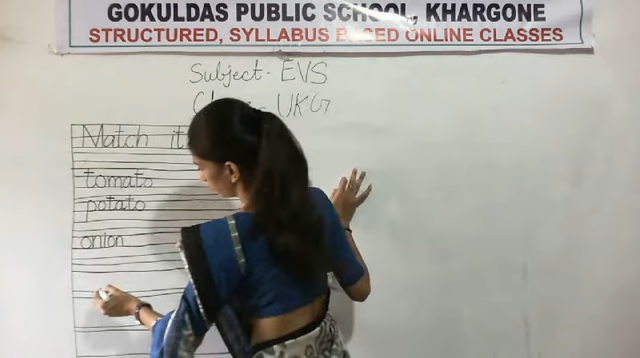 GOKULDAS PUBLIC SCHOOL, KHARGONE
STRUCTURED, SYLLABUS BASED ONLINE CLASSES
Subject- EVS
UKG
Match it
tomato
potato
onion